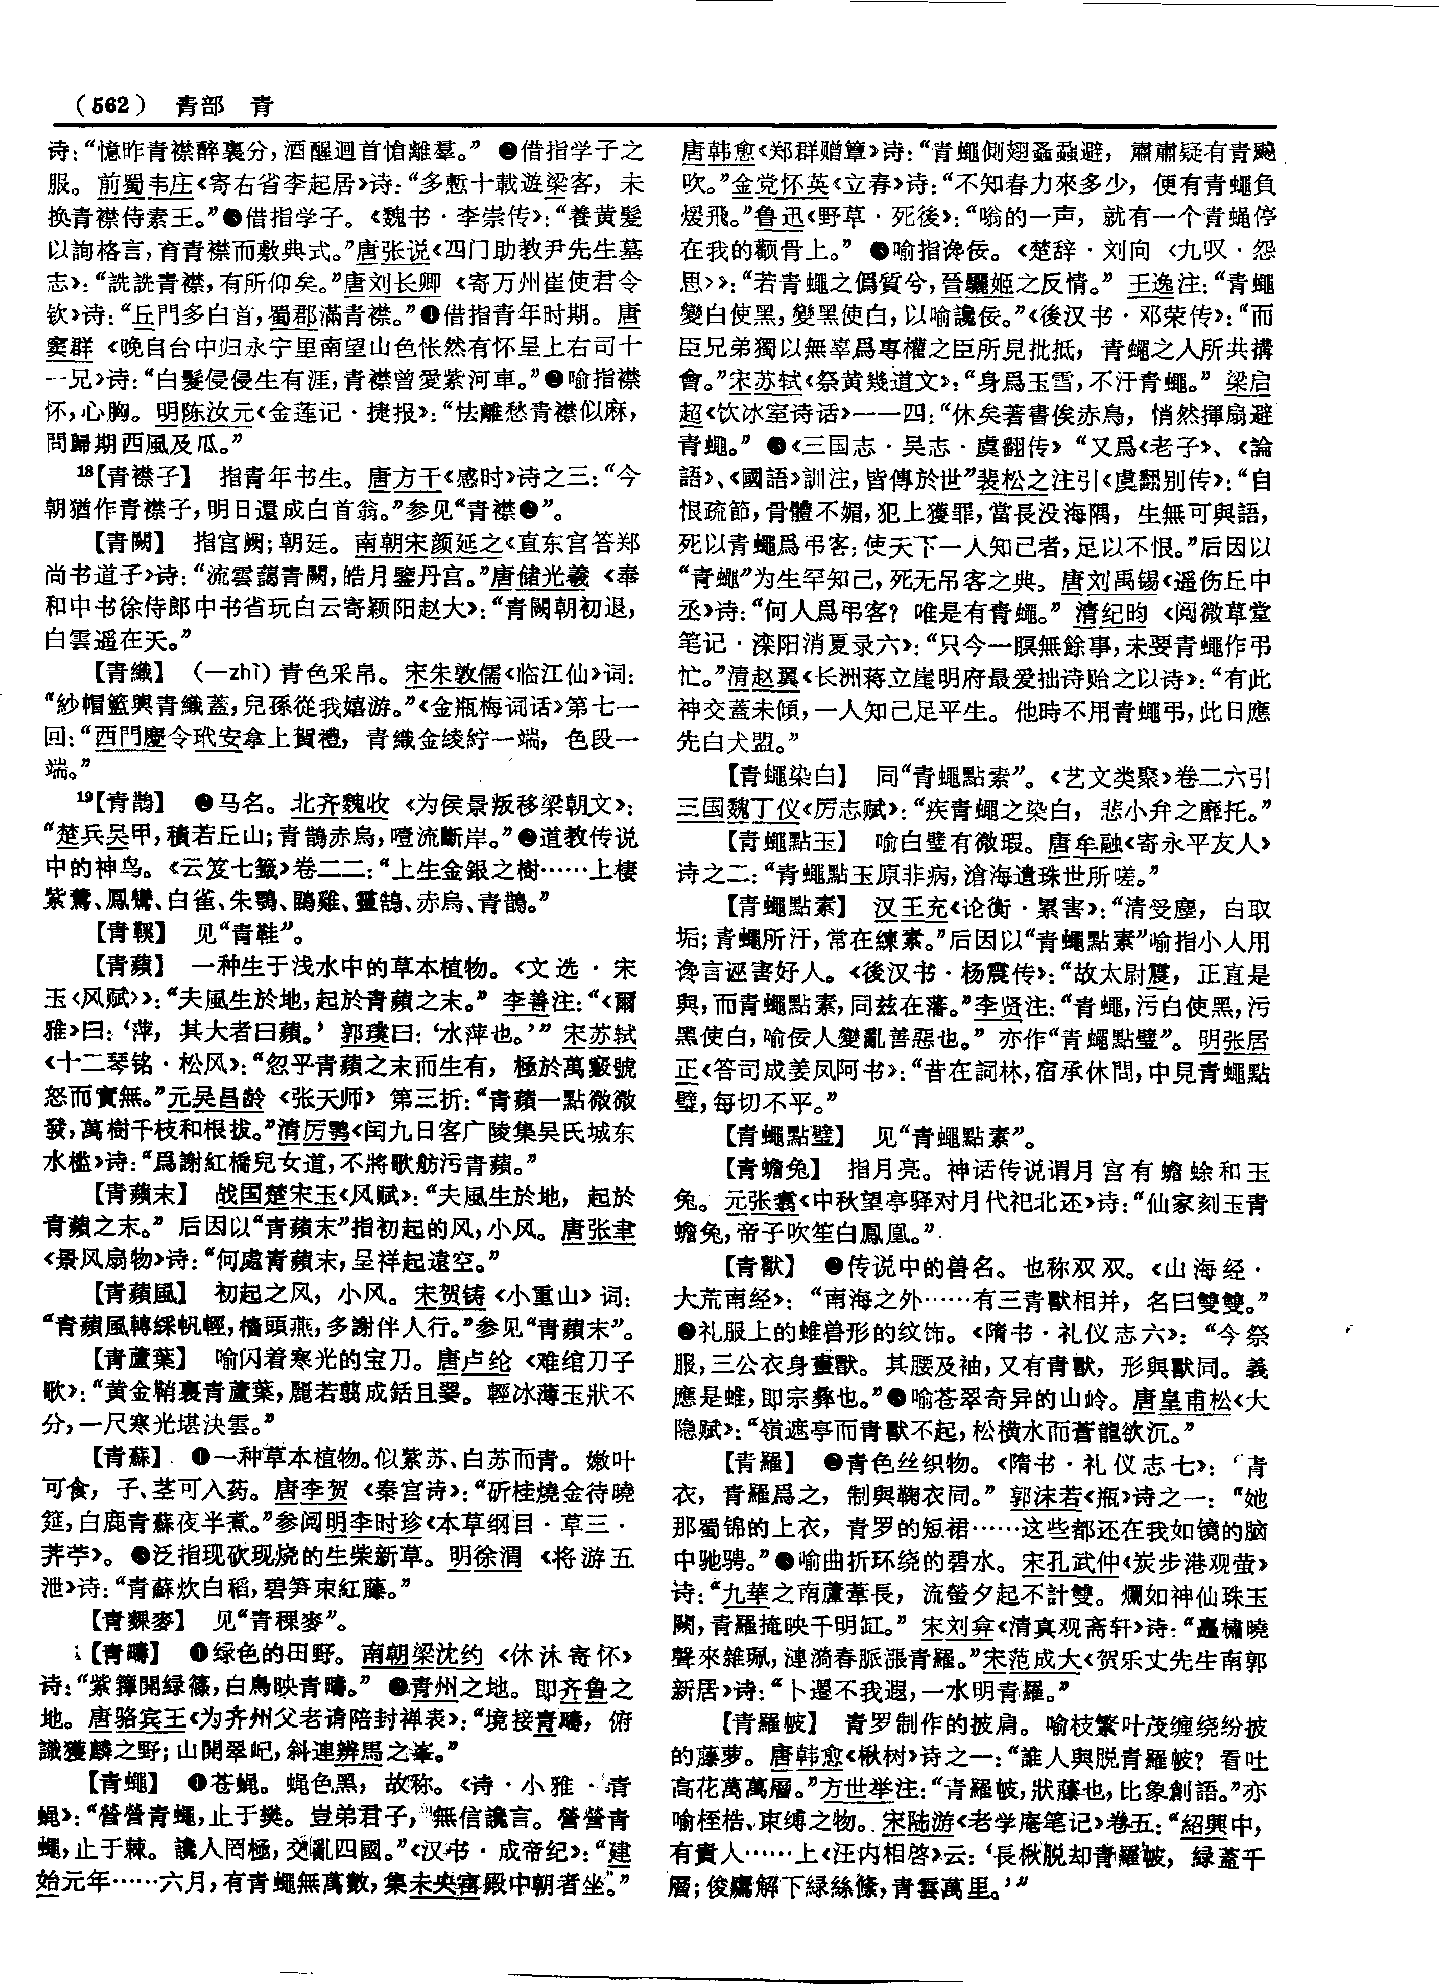 (562) 青部 青
诗：“憶昨青襟醉裏分，酒醒迴首愴離羣。” ❷借指学子之
服。前蜀韦庄《寄右省李起居》诗：“多慙十載遊梁客，未
换青襟侍素王。”❸借指学子。《魏书·李崇传》：“養黄髮
以詢格言，育青襟而敷典式。”唐张说《四门助教尹先生墓
志》：“詵詵青襟，有所仰矣。”唐刘长卿《寄万州崔使君令
钦》诗：“丘門多白首，蜀郡滿青襟。”❹借指青年时期。唐
窦群《晚自台中归永宁里南望山色怅然有怀呈上右司十
一兄》诗：“白髮侵侵生有涯，青襟曾愛紫河車。”❺喻指襟
怀，心胸。明陈汝元《金莲记·捷报》：“怯離愁青襟似麻，
問歸期西風及瓜。”
18【青襟子】 指青年书生。唐方干《感时》诗之三：“今
朝猶作青襟子，明日還成白首翁。”参见“青襟❷”。
【青闕】 指宫阙；朝廷。南朝宋颜延之《直东宫答郑
尚书道子》诗：“流雲藹青闕，皓月鑒丹宫。”唐储光羲《奉
和中书徐侍郎中书省玩白云寄颖阳赵大》：“青闕朝初退，
白雲遥在天。”
【青織】 （—zhì）青色采帛。宋朱敦儒《临江仙》词：
“紗帽籃輿青織蓋，兒孫從我嬉游。”《金瓶梅词话》第七一
回：“西門慶令玳安拿上賀禮，青織金綾紵一端，色段一
端。”
19【青鹊】 ❶马名。北齐魏收《为侯景叛移梁朝文》：
“楚兵吴甲，積若丘山；青鵲赤烏，噎流斷岸。”❷道教传说
中的神鸟。《云笈七籤》卷二二：“上生金銀之樹……上棲
紫鸞、鳳鸞、白雀、朱鶚、鷗雞、靈鵠、赤烏、青鵲。”
【青鞵】 见“青鞋”。
【青蘋】 一种生于浅水中的草本植物。《文选·宋
玉〈风赋〉》：“夫風生於地，起於青蘋之末。” 李善注：“《爾
雅》曰：‘萍，其大者曰蘋。’郭璞曰：‘水萍也。’” 宋苏轼
《十二琴铭·松风》：“忽乎青蘋之末而生有，極於萬竅號
怒而實無。”元吴昌龄《张天师》第三折：“青蘋一點微微
發，萬樹千枝和根拔。”清厉鹗《闰九日客广陵集吴氏城东
水槛》诗：“爲謝紅橋兒女道，不將歌舫污青蘋。”
【青蘋末】 战国楚宋玉《风赋》：“夫風生於地，起於
青蘋之末。” 后因以“青蘋末”指初起的风，小风。唐张聿
《景风扇物》诗：“何處青蘋末，呈祥起遠空。”
【青蘋風】 初起之风，小风。宋贺铸《小重山》词：
“青蘋風轉綵帆輕，檣頭燕，多謝伴人行。”参见“青蘋末”。
【青蘆葉】 喻闪着寒光的宝刀。唐卢纶《难绾刀子
歌》：“黄金鞘裏青蘆葉，麗若翦成銛且翣。輕冰薄玉狀不
分，一尺寒光堪決雲。”
【青蘇】 ❶一种草本植物。似紫苏、白苏而青。嫩叶
可食，子、茎可入药。唐李贺《秦宫诗》：“斫桂燒金待曉
筵，白鹿青蘇夜半煮。”参阅明李时珍《本草纲目·草三·
荠苧》。❷泛指现砍现烧的生柴新草。明徐渭《将游五
泄》诗：“青蘇炊白稻，碧笋束紅藤。”
【青䴹麥】 见“青稞麥”。
【青疇】 ❶绿色的田野。南朝梁沈约《休沐寄怀》
诗：“紫籜開緑篠，白鳥映青疇。” ❷青州之地。即齐鲁之
地。唐骆宾王《为齐州父老请陪封禅表》：“境接青疇，俯
識獲麟之野；山開翠屺，斜連辨馬之峯。”
【青蠅】 ❶苍蝇。蝇色黑，故称。《诗·小雅·青
蝇》：“營營青蠅，止于樊。豈弟君子，無信讒言。營營青
蠅，止于棘。讒人罔極，交亂四國。”《汉书·成帝纪》：“建
始元年……六月，有青蠅無萬數，集未央宫殿中朝者坐。”
唐韩愈《郑群赠簟》诗：“青蠅側翅蚤蝨避，肅肅疑有青飈
吹。”金党怀英《立春》诗：“不知春力來多少，便有青蠅負
煖飛。”鲁迅《野草·死後》：“嗡的一声，就有一个青蝇停
在我的颧骨上。” ❷喻指谗佞。《楚辞·刘向〈九叹·怨
思〉》：“若青蠅之僞質兮，晉驪姬之反情。” 王逸注：“青蠅
變白使黑，變黑使白，以喻讒佞。”《後汉书·邓荣传》：“而
臣兄弟獨以無辜爲專權之臣所見批抵，青蠅之人所共搆
會。”宋苏轼《祭黄幾道文》：“身爲玉雪，不汙青蠅。” 梁启
超《饮冰室诗话》一一四：“休矣著書俟赤鳥，悄然揮扇避
青蠅。” ❸《三国志·吴志·虞翻传》“又爲《老子》、《論
語》、《國語》訓注，皆傳於世”裴松之注引《虞翻别传》：“自
恨疏節，骨體不媚，犯上獲罪，當長没海隅，生無可與語，
死以青蠅爲弔客；使天下一人知己者，足以不恨。”后因以
“青蠅”为生罕知己，死无吊客之典。唐刘禹锡《遥伤丘中
丞》诗：“何人爲弔客？唯是有青蠅。” 清纪昀《阅微草堂
笔记·滦阳消夏录六》：“只今一瞑無餘事，未要青蠅作弔
忙。”清赵翼《长洲蒋立崖明府最爱拙诗贻之以诗》：“有此
神交蓋未傾，一人知己足平生。他時不用青蠅弔，此日應
先白犬盟。”
【青蠅染白】 同“青蠅點素”。《艺文类聚》卷二六引
三国魏丁仪《厉志赋》：“疾青蠅之染白，悲小弁之靡托。”
【青蠅點玉】 喻白璧有微瑕。唐牟融《寄永平友人》
诗之二：“青蠅點玉原非病，滄海遺珠世所嗟。”
【青蠅點素】 汉王充《论衡·累害》：“清受塵，白取
垢；青蠅所汙，常在練素。”后因以“青蠅點素”喻指小人用
谗言诬害好人。《後汉书·杨震传》：“故太尉震，正直是
與，而青蠅點素，同兹在藩。”李贤注：“青蠅，污白使黑，污
黑使白，喻佞人變亂善惡也。” 亦作“青蠅點璧”。明张居
正《答司成姜凤阿书》：“昔在詞林，宿承休問，中見青蠅點
璧，每切不平。”
【青蠅點璧】 见“青蠅點素”。
【青蟾兔】 指月亮。神话传说谓月宫有蟾蜍和玉
兔。元张翥《中秋望亭驿对月代祀北还》诗：“仙家刻玉青
蟾兔，帝子吹笙白鳳凰。”
【青獸】 ❶传说中的兽名。也称双双。《山海经·
大荒南经》：“南海之外……有三青獸相并，名曰雙雙。”
❷礼服上的蜼兽形的纹饰。《隋书·礼仪志六》：“今祭
服，三公衣身畫獸。其腰及袖，又有青獸，形與獸同。義
應是蜼，即宗彝也。”❸喻苍翠奇异的山岭。唐皇甫松《大
隐赋》：“嶺遮亭而青獸不起，松横水而蒼龍欲沉。”
【青羅】 ❶青色丝织物。《隋书·礼仪志七》：“青
衣，青羅爲之，制與鞠衣同。” 郭沫若《瓶》诗之一：“她
那蜀锦的上衣，青罗的短裙……这些都还在我如镜的脑
中驰骋。”❷喻曲折环绕的碧水。宋孔武仲《炭步港观萤》
诗：“九華之南蘆葦長，流螢夕起不計雙。爛如神仙珠玉
闕，青羅掩映千明缸。” 宋刘弇《清真观斋轩》诗：“矗櫹曉
聲來雜珮，漣漪春脈漲青羅。”宋范成大《贺乐丈先生南郭
新居》诗：“卜遷不我遐，一水明青羅。”
【青羅帔】 青罗制作的披肩。喻枝繁叶茂缠绕纷披
的藤萝。唐韩愈《楸树》诗之一：“誰人與脱青羅帔？看吐
高花萬萬層。”方世举注：“青羅帔，狀藤也，比象創語。”亦
喻桎梏、束缚之物。宋陆游《老学庵笔记》卷五：“紹興中，
有貴人……上《汪内相啓》云：‘長楸脱却青羅帔，緑蓋千
層；俊鷹解下緑絲絛，青雲萬里。’”